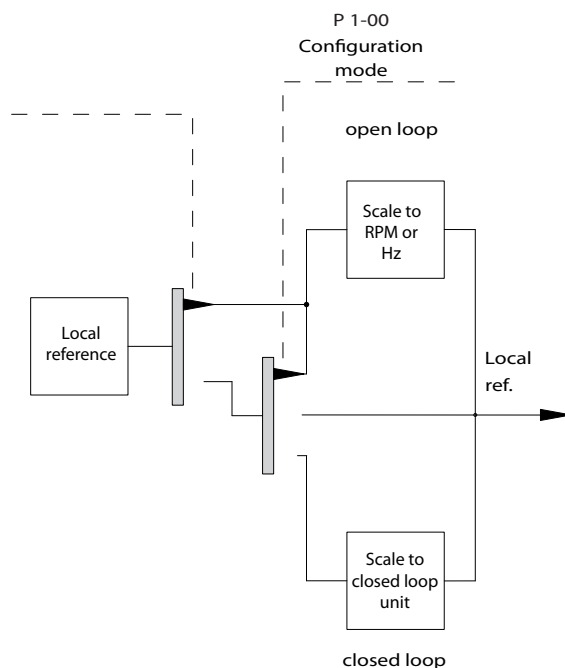 P 1-00
Configuration
mode
open loop
Scale to
RPM or
Hz
Local
reference
Local
ref.
Scale to
closed loop
unit
closed loop